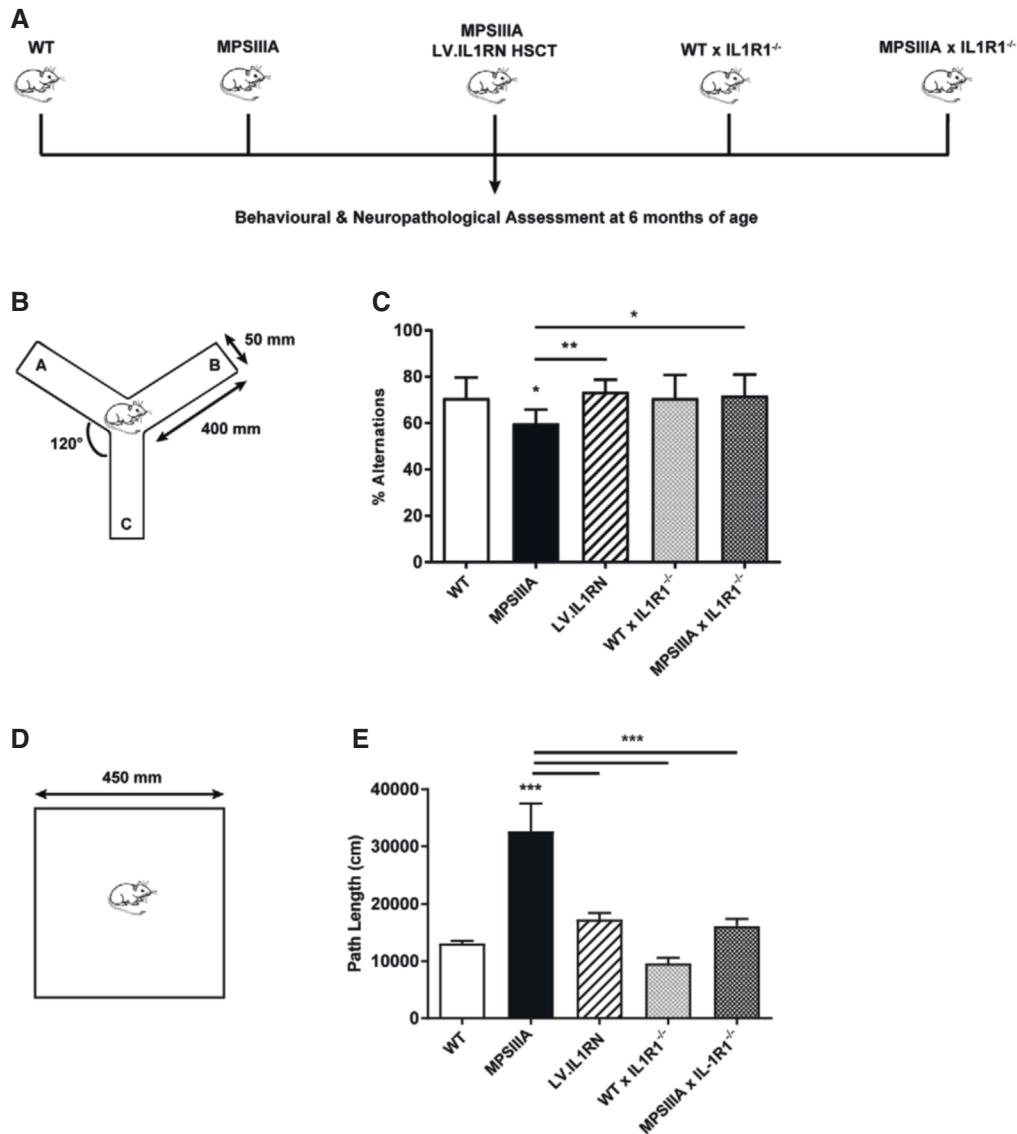 A
WT
MPSIIIA
MPSIIIA
LV.IL1RN HSCT
WT x IL1R1-/-
MPSIIIA x IL1R1-/-
Behavioural & Neuropathological Assessment at 6 months of age
B
A
B
C
50 mm
400 mm
120°
C
% Alternations
100
80
60
40
20
0
*
**
*
WT
MPSIIIA
LV.IL1RN
WT x IL1R1-/-
MPSIIIA x IL1R1-/-
D
450 mm
E
Path Length (cm)
40000
30000
20000
10000
0
***
***
WT
MPSIIIA
LV.IL1RN
WT x IL1R1-/-
MPSIIIA x IL-1R1-/-